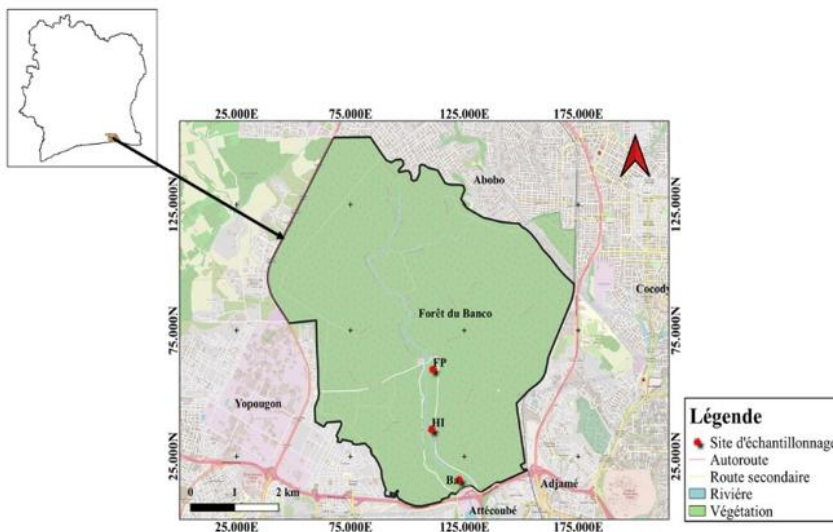 25.000E 75.000E 125.000E 175.000E
Abobo
125.000N
125.000N
Cocody
Forêt du Banco
75.000N
75.000N
FP
Yopougon
HI
Légende
Site d'échantillonnage
Autoroute
Route secondaire
Riviére
Végétation
25.000N
25.000N
Ba
Adjamé
0 1 2 km
Attécoubé
25.000E 75.000E 125.000E 175.000E